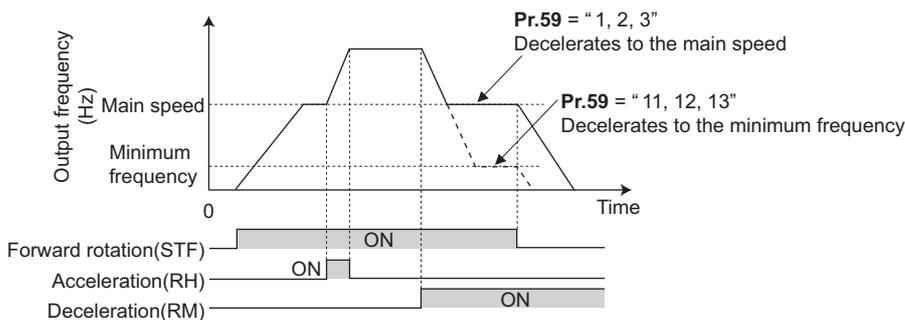 Pr.59 = “ 1, 2, 3”
Decelerates to the main speed
Output frequency
(Hz)
Main speed
Pr.59 = “ 11, 12, 13”
Decelerates to the minimum frequency
Minimum
frequency
0
Time
Forward rotation(STF)
ON
Acceleration(RH)
ON
Deceleration(RM)
ON